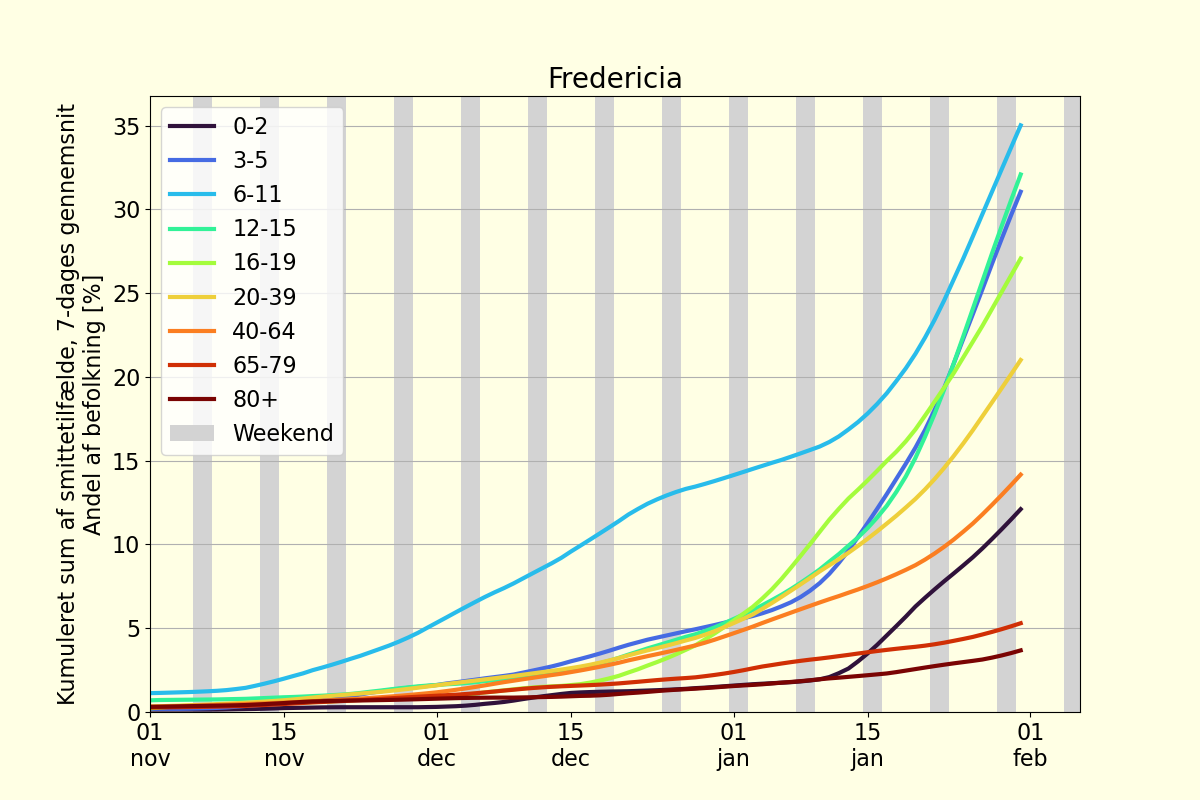 Fredericia
Kumuleret sum af smittetilfælde, 7-dages gennemsnit
Andel af befolkning [%]
35
30
25
20
15
10
5
0
0-2
3-5
6-11
12-15
16-19
20-39
40-64
65-79
80+
Weekend
01 15 01 15 01 15 01
nov nov dec dec jan jan feb